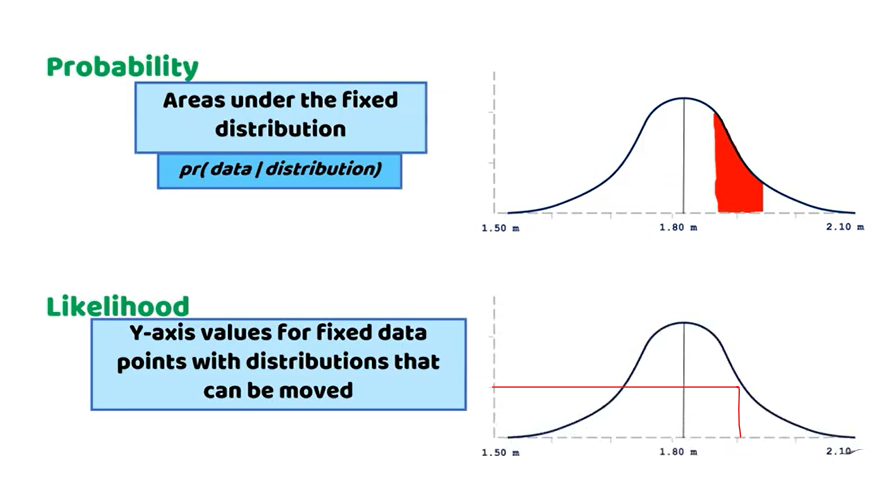 Probability
Areas under the fixed
distribution
pr( data | distribution)
1.50 m
1.80 m
2.10 m
Likelihood
Y-axis values for fixed data
points with distributions that
can be moved
1.50 m
1.80 m
2.10